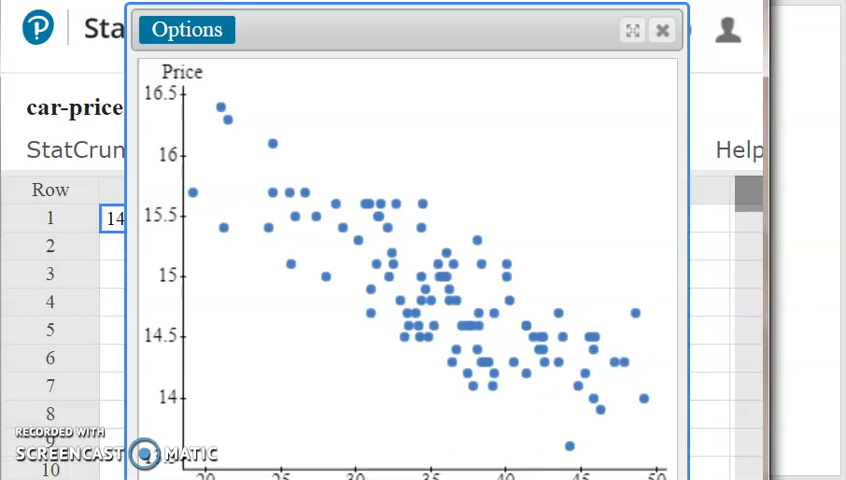 Sta
Options
Price
car-price
StatCrun
Help
Row
1
14
2
3
4
5
6
7
8
9
10
16.5
16
15.5
15
14.5
14
20
25
30
35
40
45
50
RECORDED WITH
SCREENCAST MATIC